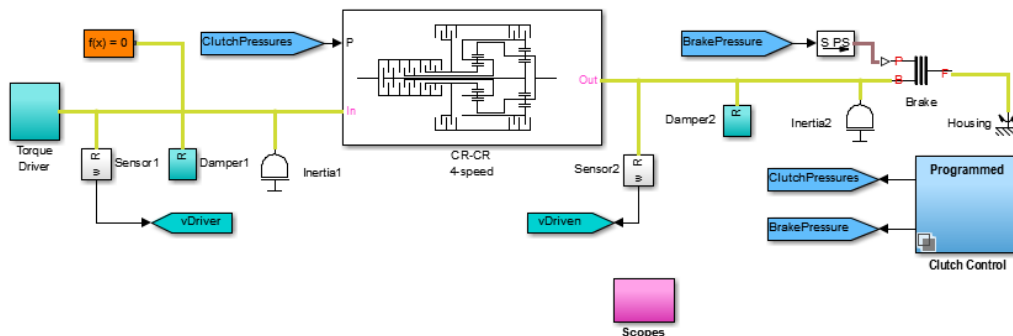 f(x) = 0
ClutchPressures
P
BrakePressure
S PS
P
B
F
Brake
In
Out
Torque
Driver
w R
Sensor1
R
Damper1
Inertia1
CR-CR
4-speed
Sensor2
w R
Damper2
R
Inertia2
Housing
vDriver
vDriven
ClutchPressures
BrakePressure
Programmed
Clutch Control
Scopes